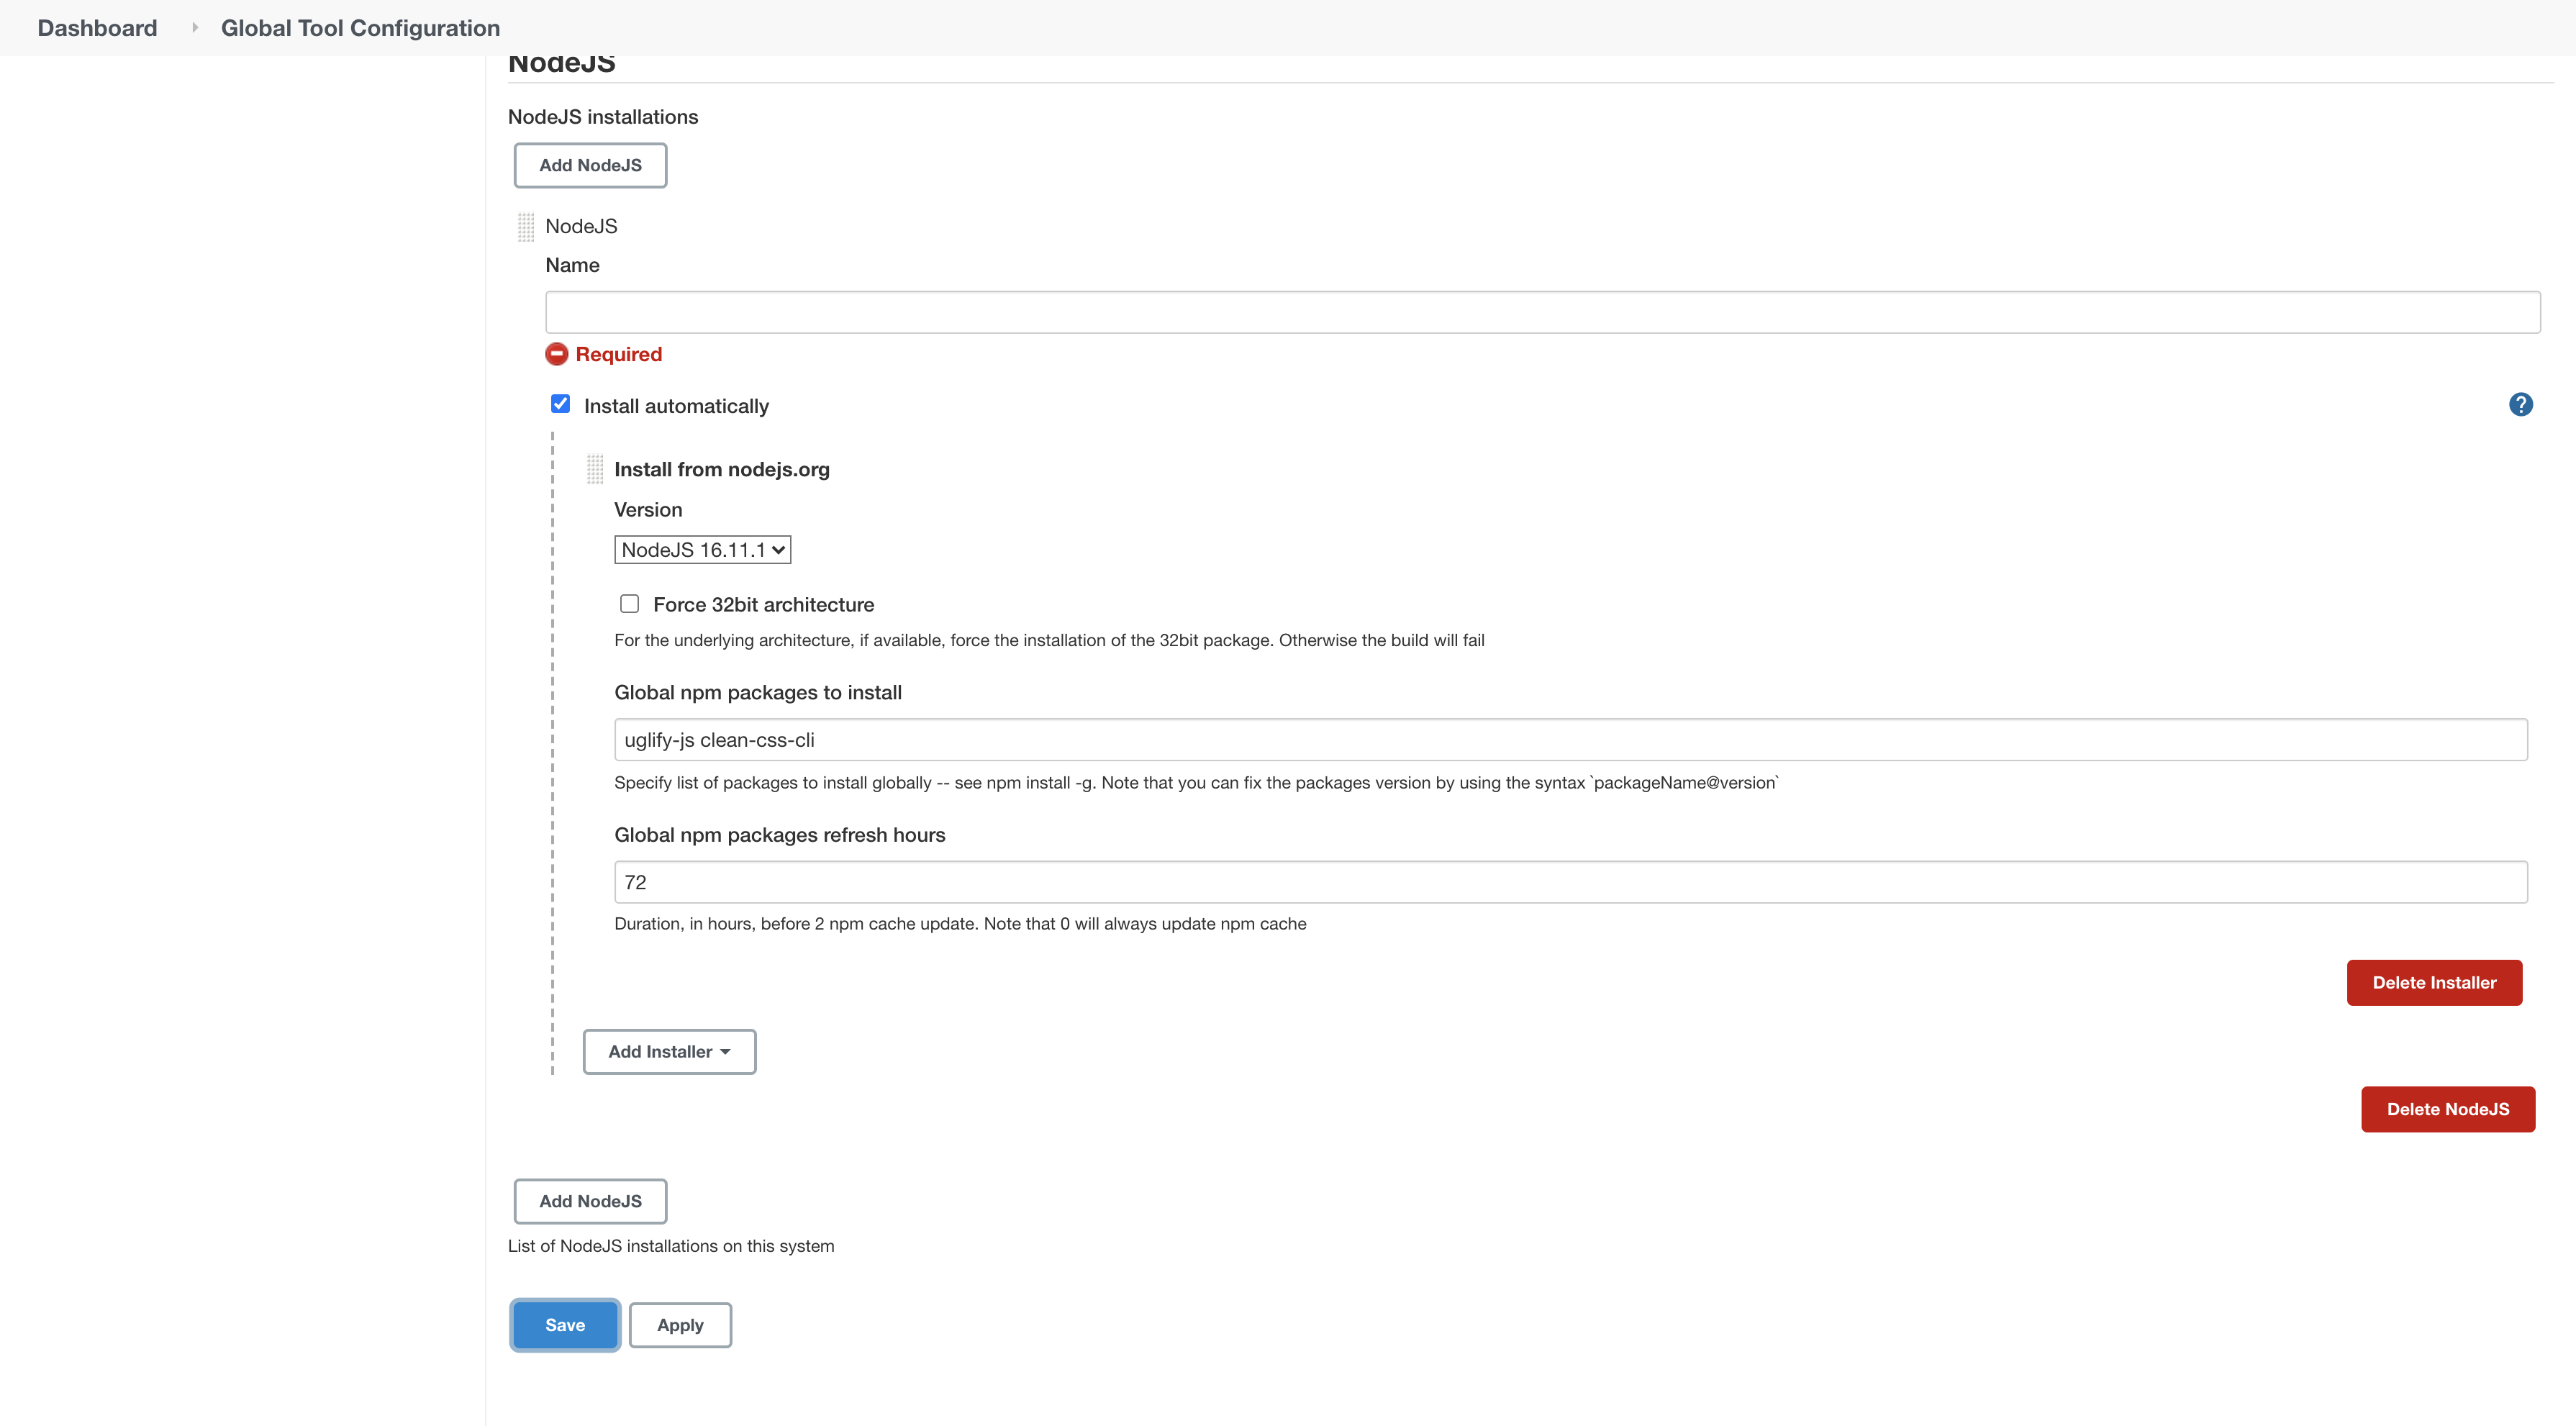 Dashboard Global Tool Configuration
NodeJS
NodeJS installations
Add NodeJS
NodeJS
Name
Required
Install automatically
?
Install from nodejs.org
Version
NodeJS 16.11.1
Force 32bit architecture
For the underlying architecture, if available, force the installation of the 32bit package. Otherwise the build will fail
Global npm packages to install
uglify-js clean-css-cli
Specify list of packages to install globally -- see npm install -g. Note that you can fix the packages version by using the syntax `packageName@version`
Global npm packages refresh hours
72
Duration, in hours, before 2 npm cache update. Note that 0 will always update npm cache
Delete Installer
Add Installer
Delete NodeJS
Add NodeJS
List of NodeJS installations on this system
Save Apply